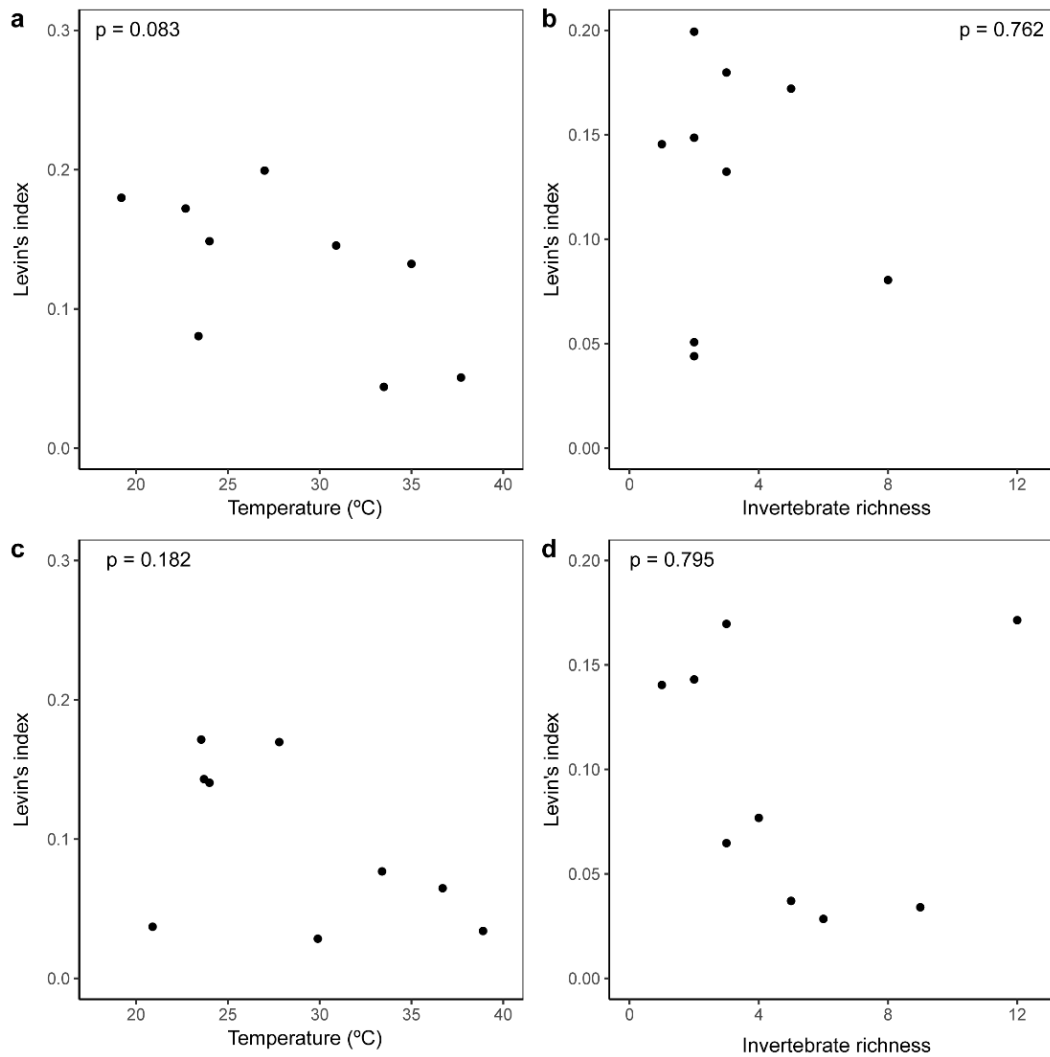 a
p = 0.083
0.3
0.2
0.1
0.0
Levin's index
20 25 30 35 40
Temperature (ºC)
b
p = 0.762
0.20
0.15
0.10
0.05
0.00
Levin's index
0 4 8 12
Invertebrate richness
c
p = 0.182
0.3
0.2
0.1
0.0
Levin's index
20 25 30 35 40
Temperature (ºC)
d
p = 0.795
0.20
0.15
0.10
0.05
0.00
Levin's index
0 4 8 12
Invertebrate richness